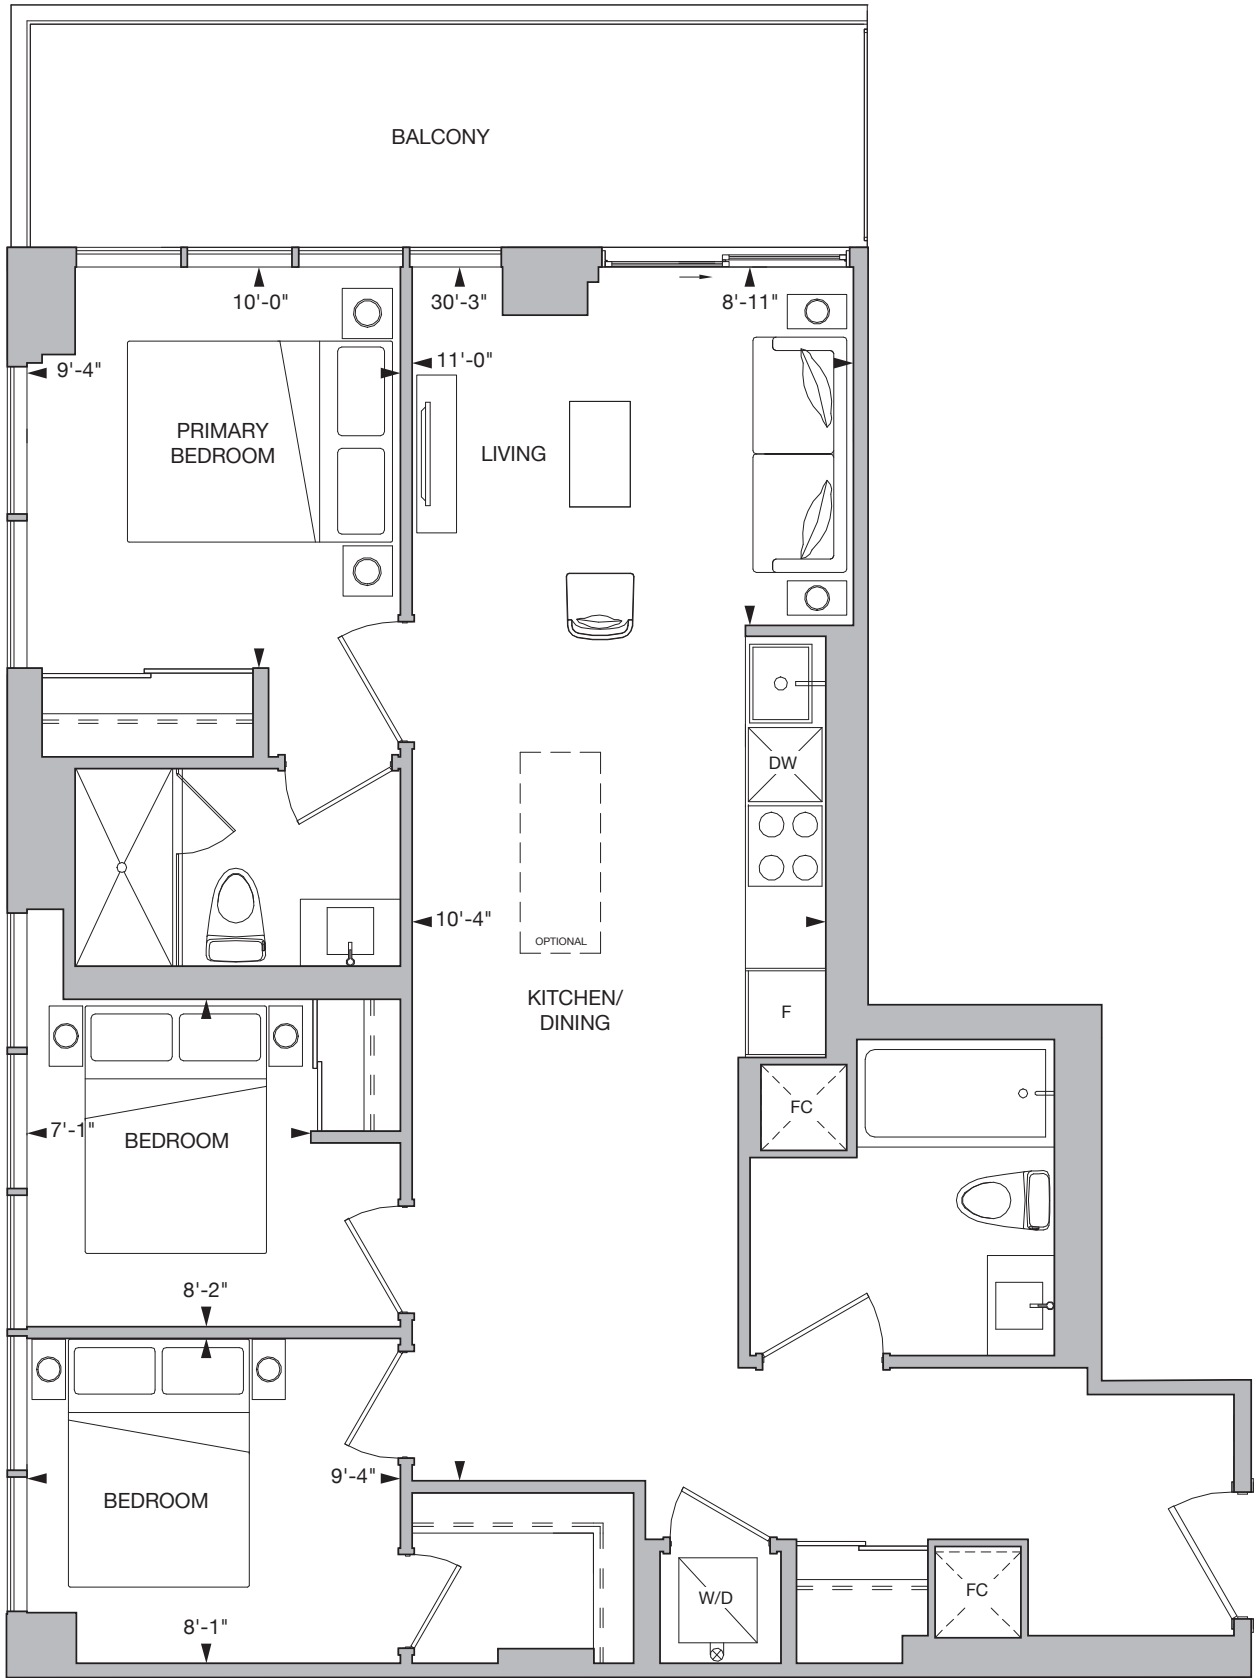 BALCONY
10'-0"
30'-3"
8'-11"
9'-4"
11'-0"
PRIMARY
BEDROOM
LIVING
DW
10'-4"
OPTIONAL
KITCHEN/
DINING
F
FC
7'-1"
BEDROOM
8'-2"
9'-4"
BEDROOM
W/D
FC
8'-1"